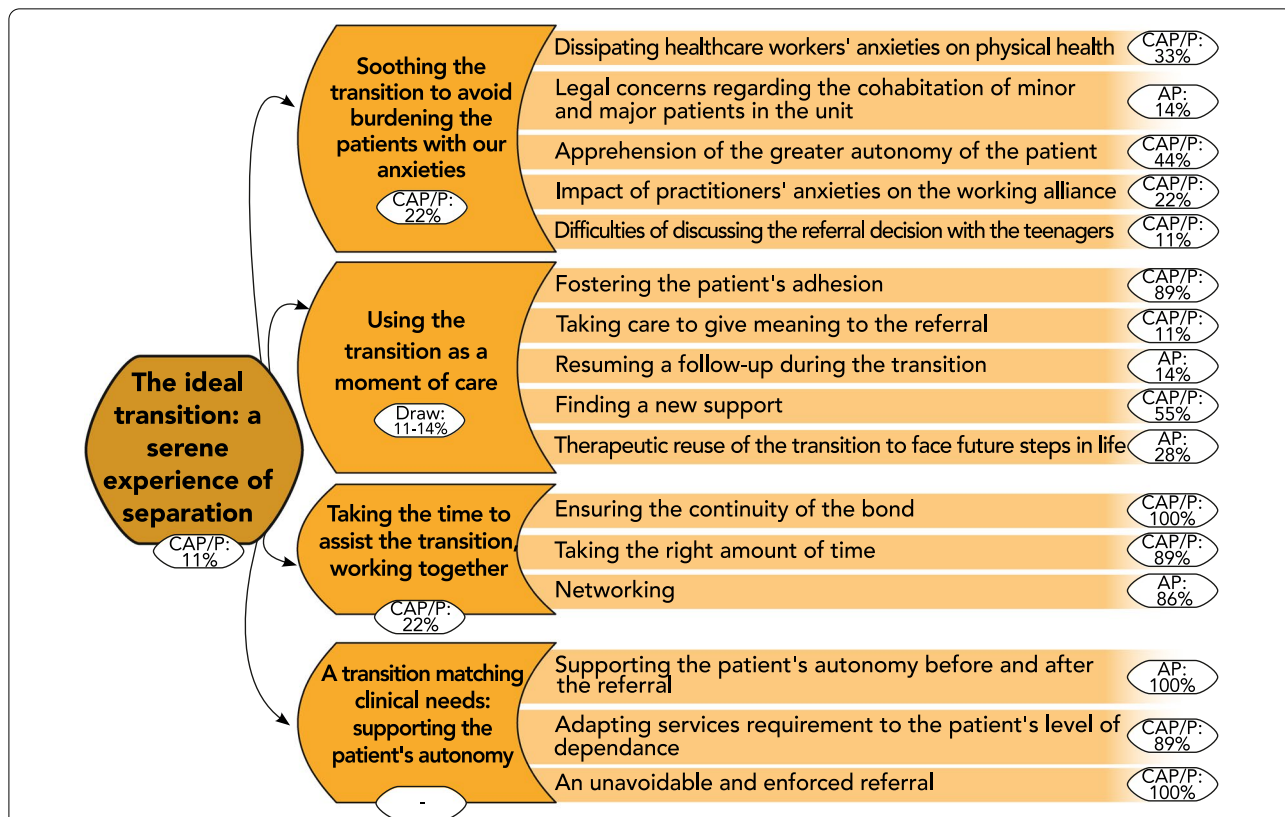 Soothing the
transition to avoid
burdening the
patients with our
anxieties
CAP/P:
22%
Dissipating healthcare workers' anxieties on physical health
CAP/P:
33%
Legal concerns regarding the cohabitation of minor
and major patients in the unit
AP:
14%
Apprehension of the greater autonomy of the patient
CAP/P:
44%
Impact of practitioners' anxieties on the working alliance
CAP/P:
22%
Difficulties of discussing the referral decision with the teenagers
CAP/P:
11%
Using the
transition as a
moment of care
Draw:
11-14%
Fostering the patient's adhesion
CAP/P:
89%
Taking care to give meaning to the referral
CAP/P:
11%
Resuming a follow-up during the transition
AP:
14%
Finding a new support
CAP/P:
55%
Therapeutic reuse of the transition to face future steps in life
AP:
28%
The ideal
transition: a
serene
experience of
separation
CAP/P:
11%
Taking the time to
assist the transition,
working together
CAP/P:
22%
Ensuring the continuity of the bond
CAP/P:
100%
Taking the right amount of time
CAP/P:
89%
Networking
AP:
86%
A transition matching
clinical needs:
supporting the
patient's autonomy
-
Supporting the patient's autonomy before and after
the referral
AP:
100%
Adapting services requirement to the patient's level of
dependance
CAP/P:
89%
An unavoidable and enforced referral
CAP/P:
100%